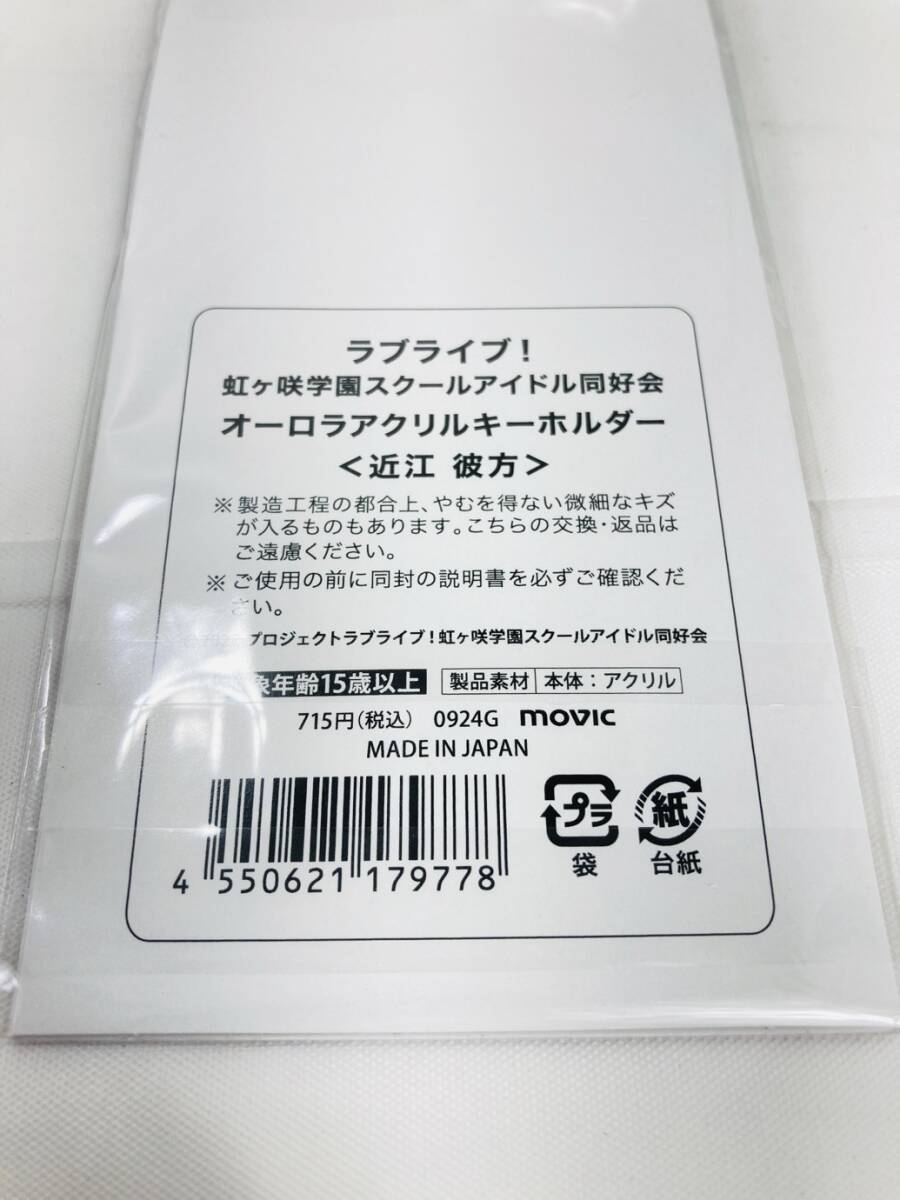 ラブライブ！
虹ヶ咲学園スクールアイドル同好会
オーロラアクリルキーホルダー
＜近江 彼方＞
※製造工程の都合上、やむを得ない微細なキズ
が入るものもあります。こちらの交換・返品は
ご遠慮ください。
※ご使用の前に同封の説明書を必ずご確認くだ
さい。
プロジェクトラブライブ！虹ヶ咲学園スクールアイドル同好会
象年齢15歳以上 製品素材 本体：アクリル
715円（税込） 0924G movic
MADE IN JAPAN
プラ 紙
袋 台紙
4 550621 179778